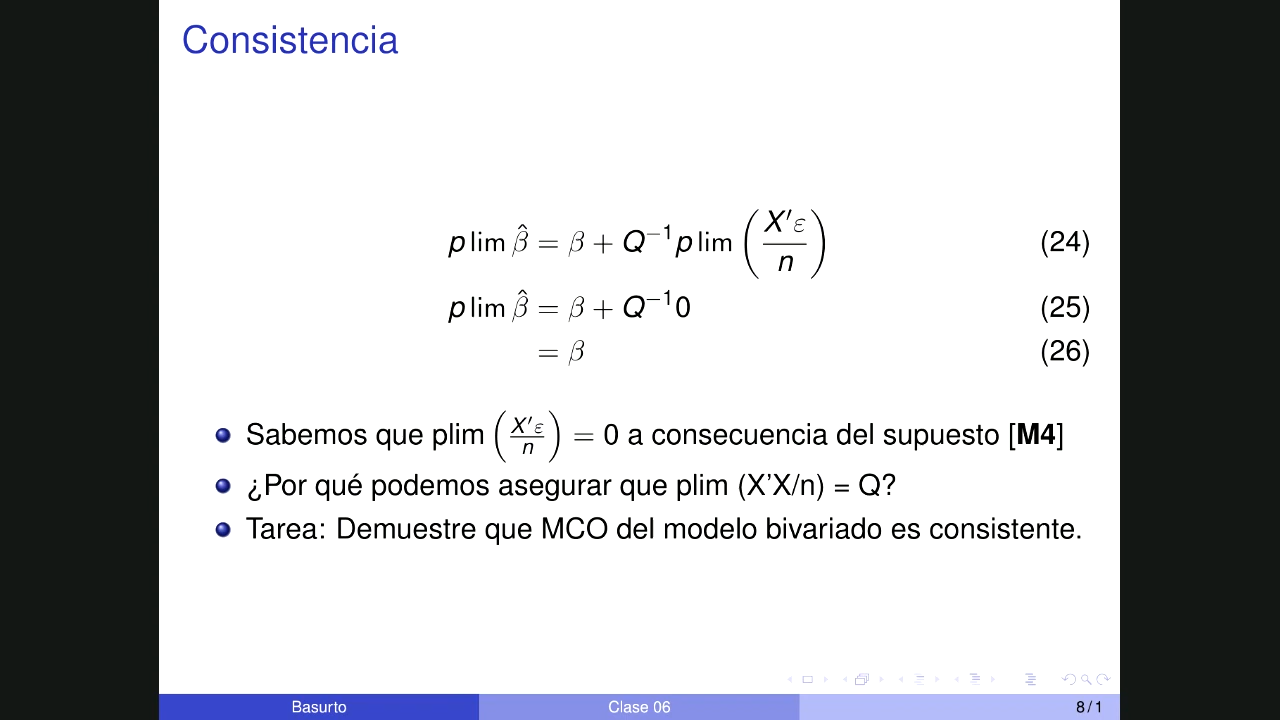 Consistencia
p lim β̂ = β + Q⁻¹p lim (X′ε / n) (24)
p lim β̂ = β + Q⁻¹0 (25)
= β (26)
Sabemos que plim (X′ε / n) = 0 a consecuencia del supuesto [M4]
¿Por qué podemos asegurar que plim (X'X/n) = Q?
Tarea: Demuestre que MCO del modelo bivariado es consistente.
Basurto Clase 06 8 / 1